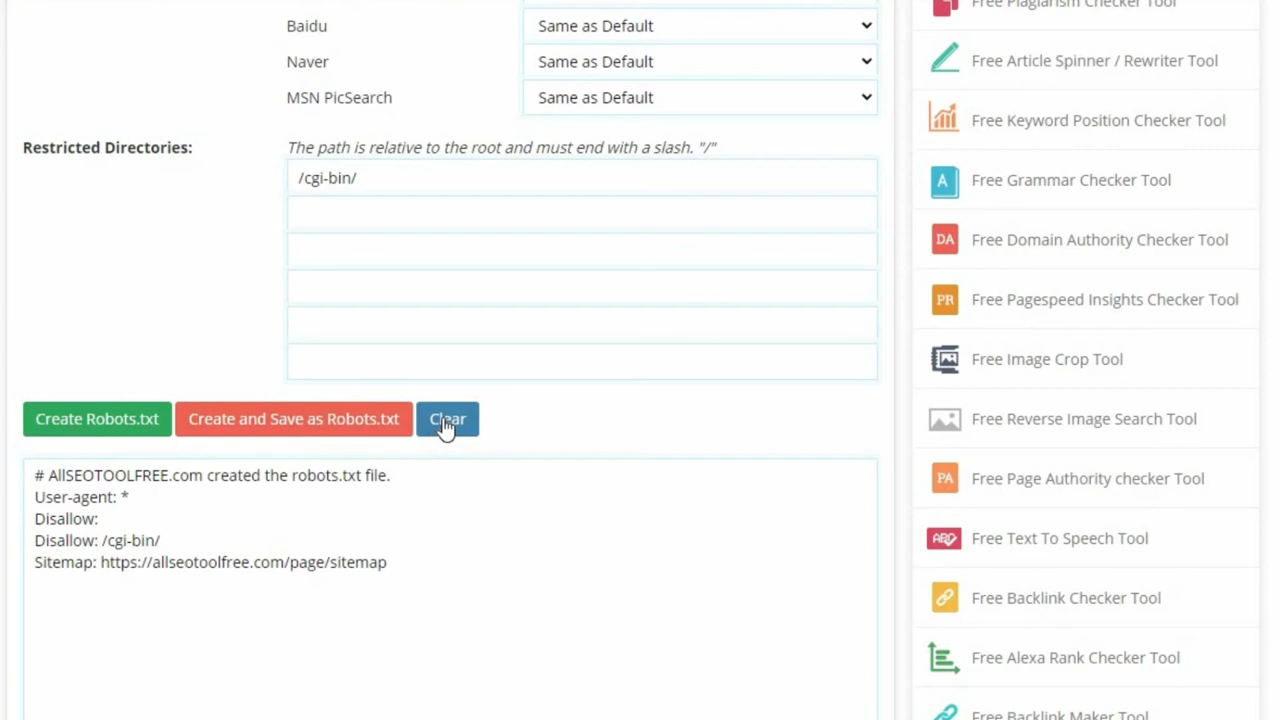 Baidu
Same as Default
Naver
Same as Default
MSN PicSearch
Same as Default
Restricted Directories:
The path is relative to the root and must end with a slash. "/"
/cgi-bin/
Create Robots.txt
Create and Save as Robots.txt
Clear
# AllSEOTOOLFREE.com created the robots.txt file.
User-agent: *
Disallow:
Disallow: /cgi-bin/
Sitemap: https://allseotoolfree.com/page/sitemap
Free Plagiarism Checker Tool
Free Article Spinner / Rewriter Tool
Free Keyword Position Checker Tool
A
Free Grammar Checker Tool
DA
Free Domain Authority Checker Tool
PR
Free Pagespeed Insights Checker Tool
Free Image Crop Tool
Free Reverse Image Search Tool
PA
Free Page Authority checker Tool
Free Text To Speech Tool
Free Backlink Checker Tool
Free Alexa Rank Checker Tool
Free Backlink Maker Tool